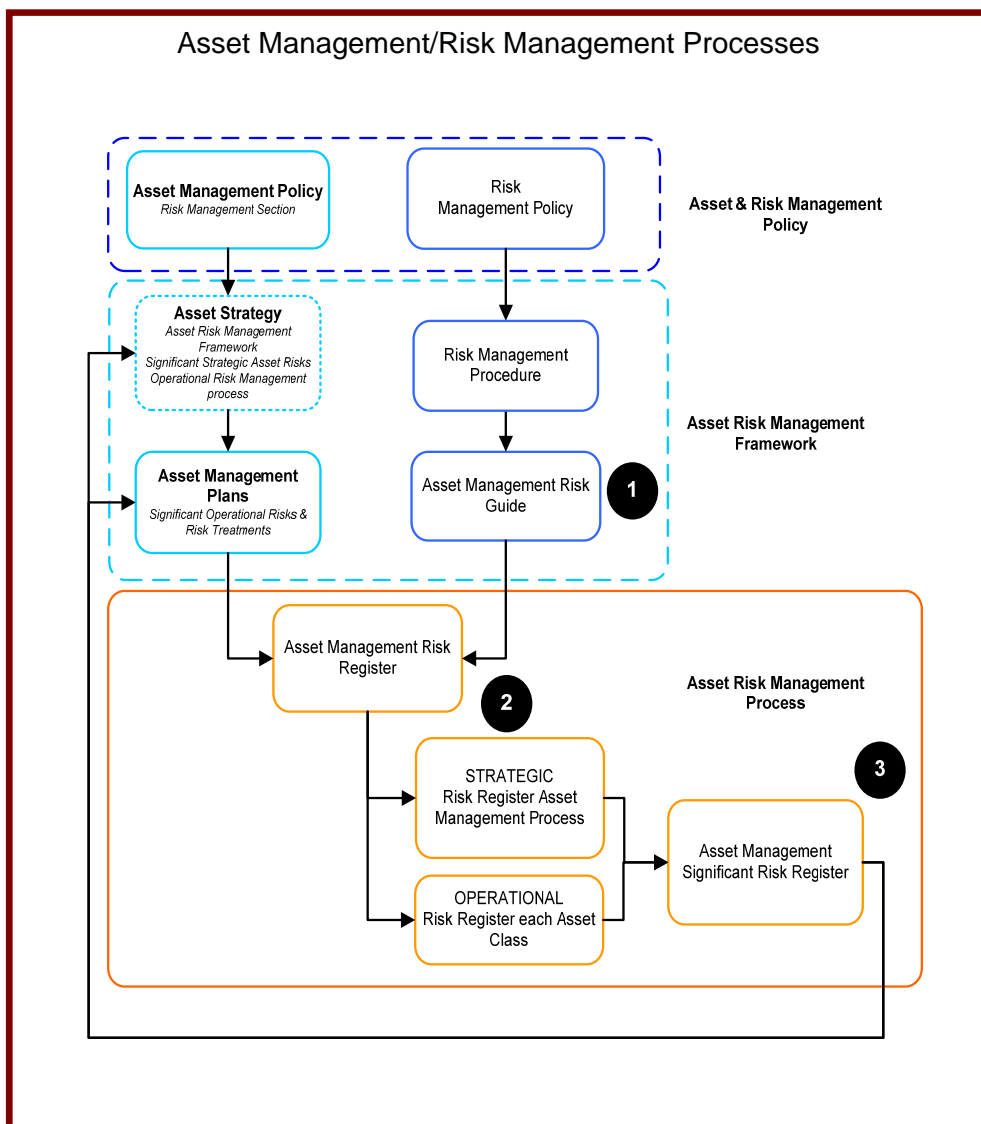 Asset Management/Risk Management Processes
Asset Management Policy
Risk Management Section
Risk
Management Policy
Asset & Risk Management
Policy
Asset Strategy
Asset Risk Management
Framework
Significant Strategic Asset Risks
Operational Risk Management
process
Risk Management
Procedure
Asset Risk Management
Framework
Asset Management
Plans
Significant Operational Risks &
Risk Treatments
Asset Management Risk
Guide
1
Asset Management Risk
Register
2
Asset Risk Management
Process
STRATEGIC
Risk Register Asset
Management Process
3
Asset Management
Significant Risk Register
OPERATIONAL
Risk Register each Asset
Class